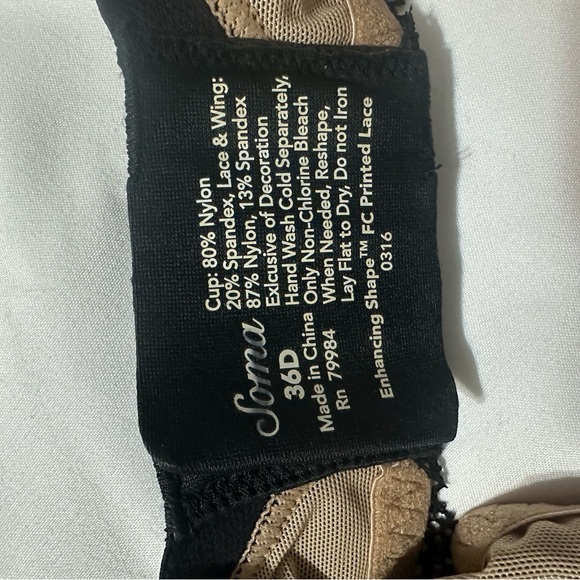 Soma
36D
Made in China
Rn 79984
Cup: 80% Nylon
20% Spandex, Lace & Wing:
87% Nylon, 13% Spandex
Exlcusive of Decoration
Hand Wash Cold Separately,
Only Non-Chlorine Bleach
When Needed, Reshape,
Lay Flat to Dry, Do not Iron
Enhancing Shape™ FC Printed Lace
0316